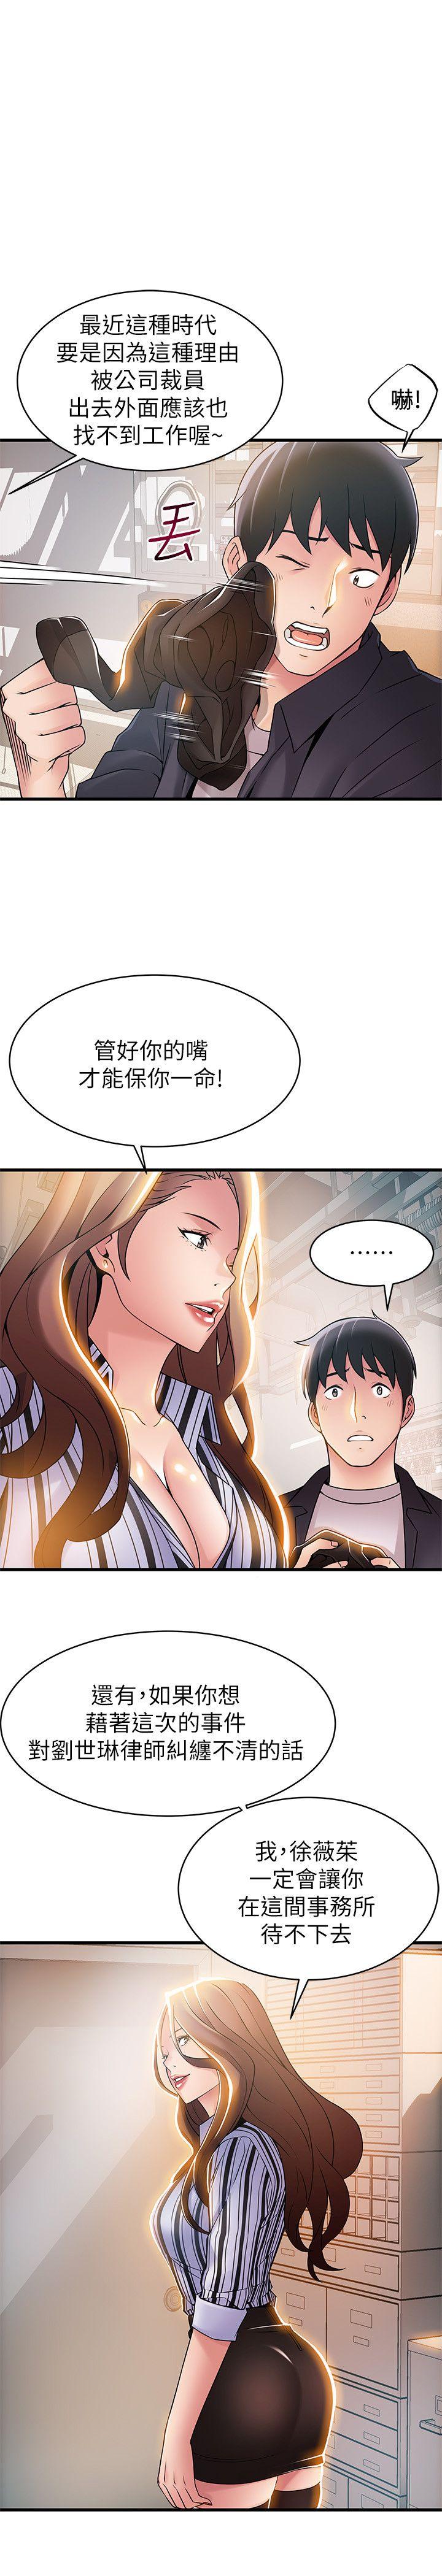 最近這種時代
要是因為這種理由
被公司裁員
出去外面應該也
找不到工作喔~
嚇!
丟
管好你的嘴
才能保你一命!
……
還有,如果你想
藉著這次的事件
對劉世琳律師糾纏不清的話
我,徐薇茱
一定會讓你
在這間事務所
待不下去